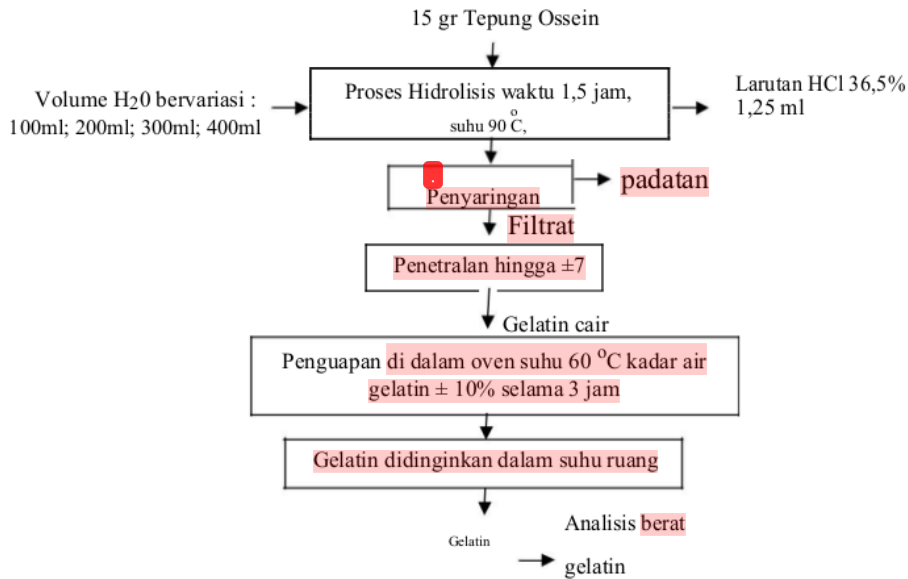 15 gr Tepung Ossein
Volume H20 bervariasi :
100ml; 200ml; 300ml; 400ml
Proses Hidrolisis waktu 1,5 jam,
suhu 90 °C,
Larutan HCl 36,5%
1,25 ml
.
Penyaringan
padatan
Filtrat
Penetralan hingga ±7
Gelatin cair
Penguapan di dalam oven suhu 60 °C kadar air
gelatin ± 10% selama 3 jam
Gelatin didinginkan dalam suhu ruang
Gelatin
Analisis berat
gelatin